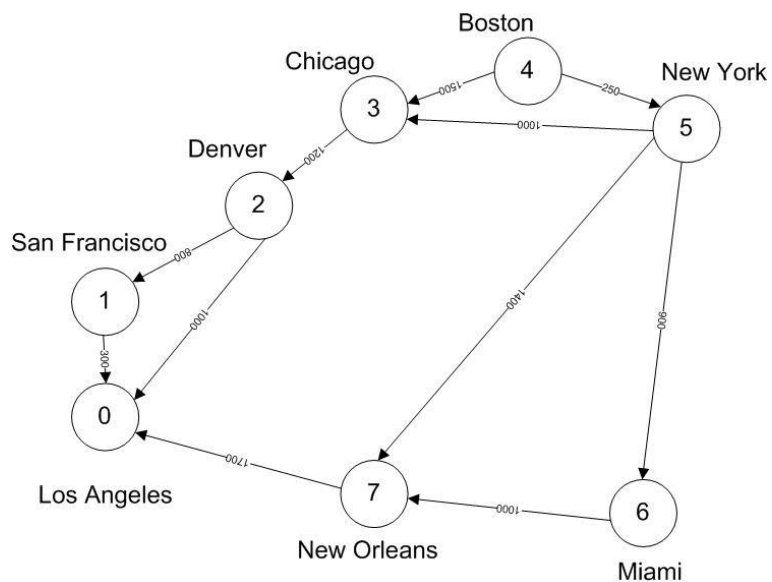 Boston
4
Chicago
New York
1500
250
3
5
1000
Denver
1200
2
San Francisco
800
1
1000
1400
900
300
0
Los Angeles
1700
7
1000
6
New Orleans
Miami